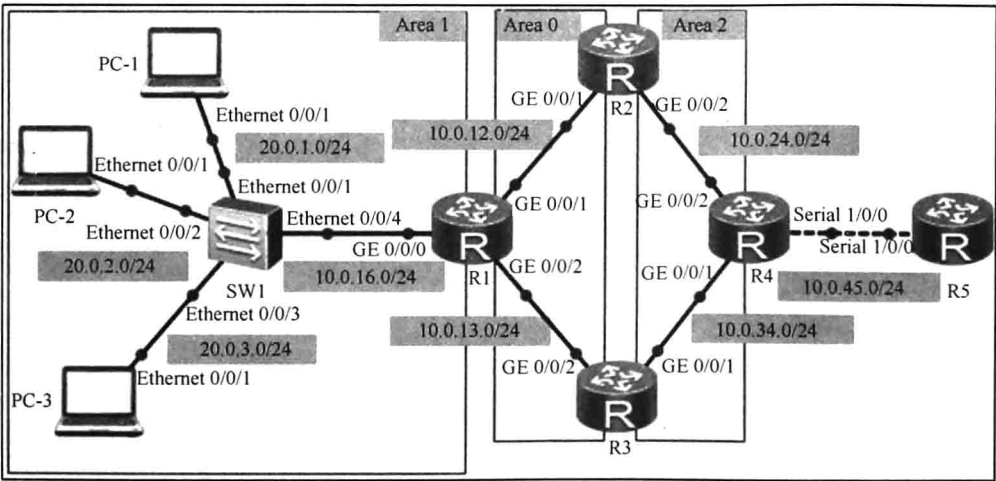 Area 1
Area 0
Area 2
PC-1
Ethernet 0/0/1
20.0.1.0/24
Ethernet 0/0/1
PC-2
Ethernet 0/0/1
Ethernet 0/0/2
20.0.2.0/24
SW1
Ethernet 0/0/3
20.0.3.0/24
Ethernet 0/0/1
PC-3
Ethernet 0/0/4
GE 0/0/0
10.0.16.0/24
R
R1
GE 0/0/1
10.0.12.0/24
GE 0/0/1
R
R2
GE 0/0/2
10.0.13.0/24
GE 0/0/2
R
R3
GE 0/0/2
10.0.24.0/24
GE 0/0/2
GE 0/0/1
10.0.34.0/24
GE 0/0/1
R
R4
Serial 1/0/0
Serial 1/0/0
10.0.45.0/24
R
R5